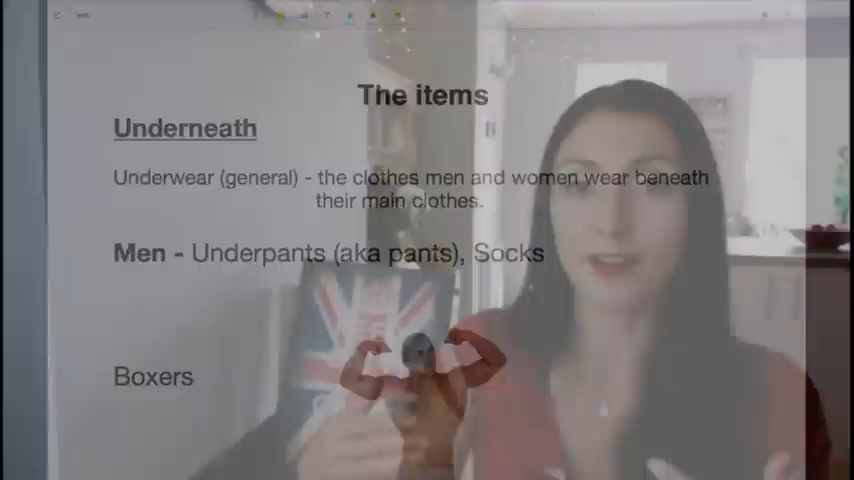 The items
Underneath
Underwear (general) - the clothes men and women wear beneath
their main clothes.
Men - Underpants (aka pants), Socks
Boxers